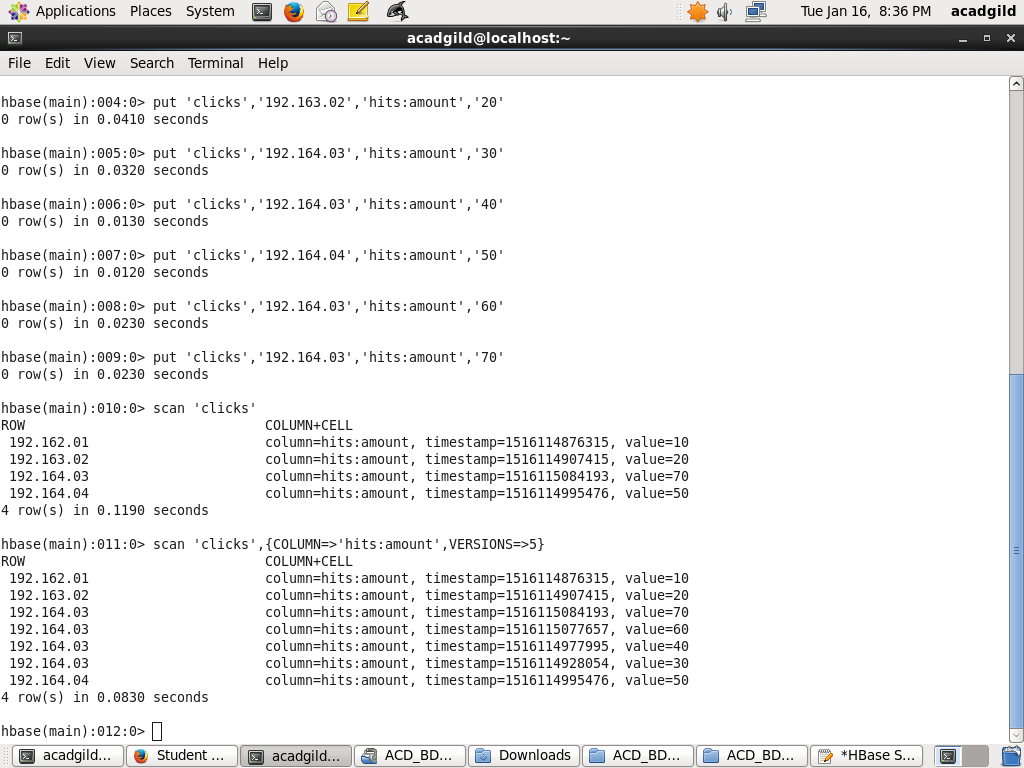 Applications Places System Tue Jan 16, 8:36 PM acadgild
acadgild@localhost:~
File Edit View Search Terminal Help
hbase(main):004:0> put 'clicks','192.163.02','hits:amount','20'
0 row(s) in 0.0410 seconds
hbase(main):005:0> put 'clicks','192.164.03','hits:amount','30'
0 row(s) in 0.0320 seconds
hbase(main):006:0> put 'clicks','192.164.03','hits:amount','40'
0 row(s) in 0.0130 seconds
hbase(main):007:0> put 'clicks','192.164.04','hits:amount','50'
0 row(s) in 0.0120 seconds
hbase(main):008:0> put 'clicks','192.164.03','hits:amount','60'
0 row(s) in 0.0230 seconds
hbase(main):009:0> put 'clicks','192.164.03','hits:amount','70'
0 row(s) in 0.0230 seconds
hbase(main):010:0> scan 'clicks'
ROW COLUMN+CELL
192.162.01 column=hits:amount, timestamp=1516114876315, value=10
192.163.02 column=hits:amount, timestamp=1516114907415, value=20
192.164.03 column=hits:amount, timestamp=1516115084193, value=70
192.164.04 column=hits:amount, timestamp=1516114995476, value=50
4 row(s) in 0.1190 seconds
hbase(main):011:0> scan 'clicks',{COLUMN=>'hits:amount',VERSIONS=>5}
ROW COLUMN+CELL
192.162.01 column=hits:amount, timestamp=1516114876315, value=10
192.163.02 column=hits:amount, timestamp=1516114907415, value=20
192.164.03 column=hits:amount, timestamp=1516115084193, value=70
192.164.03 column=hits:amount, timestamp=1516115077657, value=60
192.164.03 column=hits:amount, timestamp=1516114977995, value=40
192.164.03 column=hits:amount, timestamp=1516114928054, value=30
192.164.04 column=hits:amount, timestamp=1516114995476, value=50
4 row(s) in 0.0830 seconds
hbase(main):012:0>
acadgild... Student ... acadgild... ACD_BD... Downloads ACD_BD... ACD_BD... *HBase S...